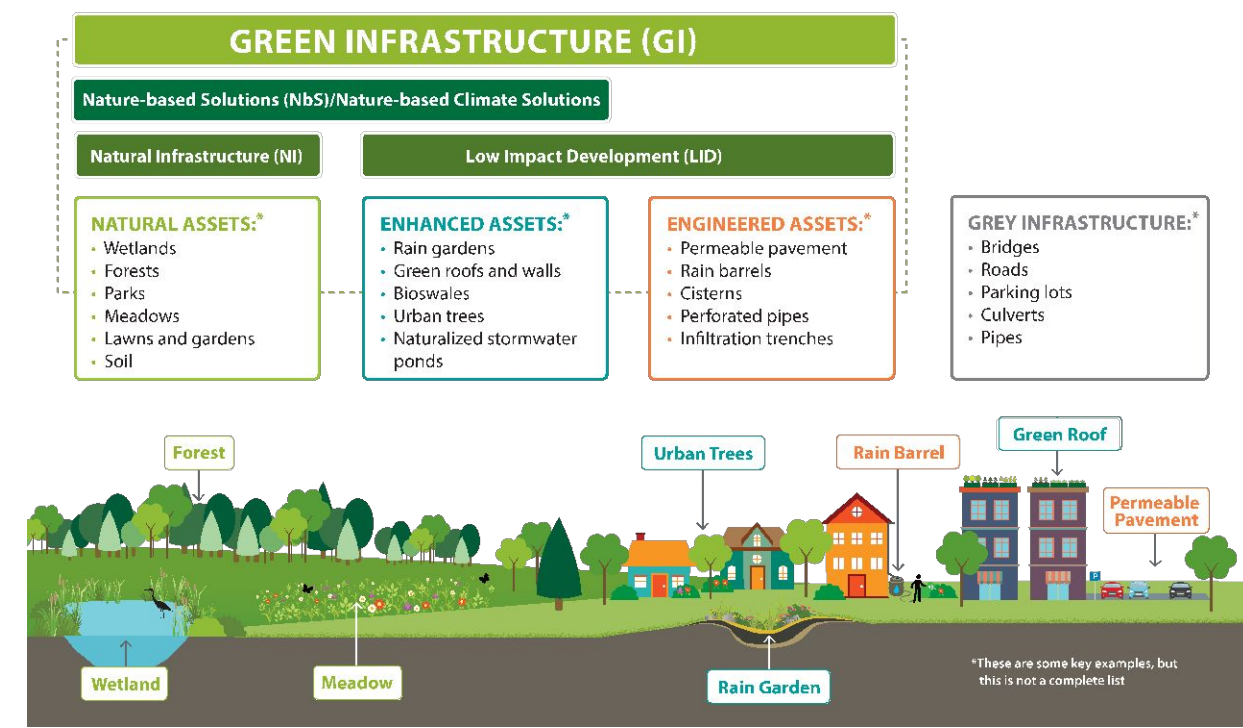 GREEN INFRASTRUCTURE (GI)
Nature-based Solutions (NbS)/Nature-based Climate Solutions
Natural Infrastructure (NI)
Low Impact Development (LID)
NATURAL ASSETS:*
• Wetlands
• Forests
• Parks
• Meadows
• Lawns and gardens
• Soil
ENHANCED ASSETS:*
• Rain gardens
• Green roofs and walls
• Bioswales
• Urban trees
• Naturalized stormwater
ponds
ENGINEERED ASSETS:*
• Permeable pavement
• Rain barrels
• Cisterns
• Perforated pipes
• Infiltration trenches
GREY INFRASTRUCTURE:*
• Bridges
• Roads
• Parking lots
• Culverts
• Pipes
Forest
Urban Trees
Rain Barrel
Green Roof
Permeable
Pavement
P
Wetland
Meadow
Rain Garden
*These are some key examples, but
this is not a complete list